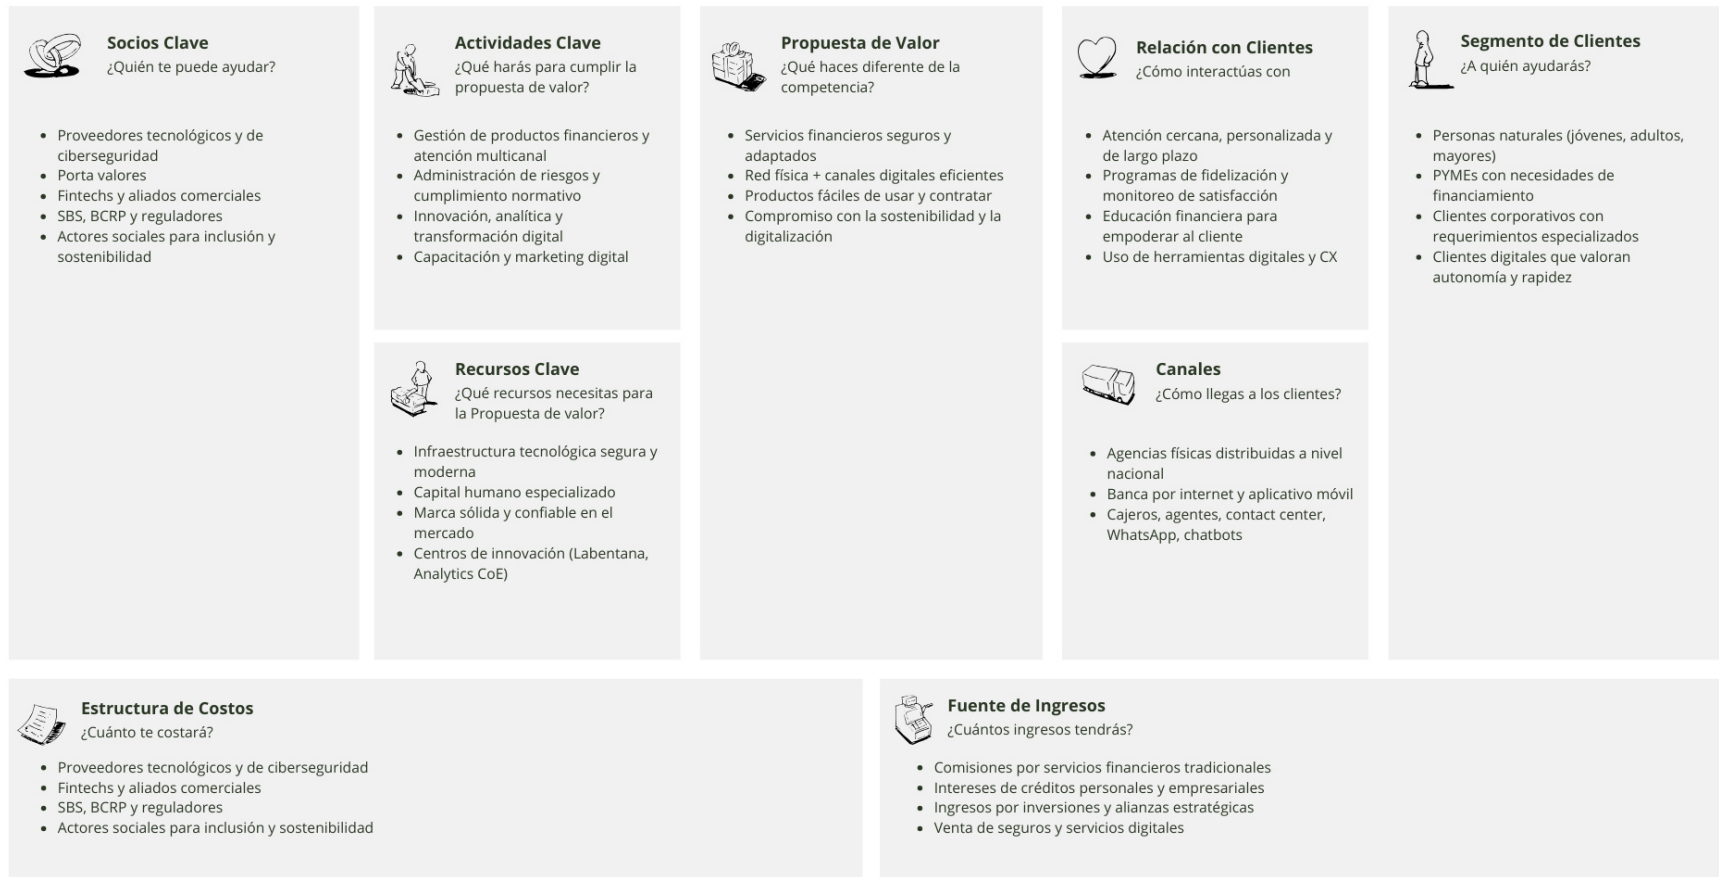 Socios Clave
¿Quién te puede ayudar?
• Proveedores tecnológicos y de
ciberseguridad
• Porta valores
• Fintechs y aliados comerciales
• SBS, BCRP y reguladores
• Actores sociales para inclusión y
sostenibilidad
Actividades Clave
¿Qué harás para cumplir la
propuesta de valor?
• Gestión de productos financieros y
atención multicanal
• Administración de riesgos y
cumplimiento normativo
• Innovación, analítica y
transformación digital
• Capacitación y marketing digital
Recursos Clave
¿Qué recursos necesitas para
la Propuesta de valor?
• Infraestructura tecnológica segura y
moderna
• Capital humano especializado
• Marca sólida y confiable en el
mercado
• Centros de innovación (Labentana,
Analytics CoE)
Propuesta de Valor
¿Qué haces diferente de la
competencia?
• Servicios financieros seguros y
adaptados
• Red física + canales digitales eficientes
• Productos fáciles de usar y contratar
• Compromiso con la sostenibilidad y la
digitalización
Relación con Clientes
¿Cómo interactúas con
• Atención cercana, personalizada y
de largo plazo
• Programas de fidelización y
monitoreo de satisfacción
• Educación financiera para
empoderar al cliente
• Uso de herramientas digitales y CX
Canales
¿Cómo llegas a los clientes?
• Agencias físicas distribuidas a nivel
nacional
• Banca por internet y aplicativo móvil
• Cajeros, agentes, contact center,
WhatsApp, chatbots
Segmento de Clientes
¿A quién ayudarás?
• Personas naturales (jóvenes, adultos,
mayores)
• PYMEs con necesidades de
financiamiento
• Clientes corporativos con
requerimientos especializados
• Clientes digitales que valoran
autonomía y rapidez
Estructura de Costos
¿Cuánto te costará?
• Proveedores tecnológicos y de ciberseguridad
• Fintechs y aliados comerciales
• SBS, BCRP y reguladores
• Actores sociales para inclusión y sostenibilidad
Fuente de Ingresos
¿Cuántos ingresos tendrás?
• Comisiones por servicios financieros tradicionales
• Intereses de créditos personales y empresariales
• Ingresos por inversiones y alianzas estratégicas
• Venta de seguros y servicios digitales